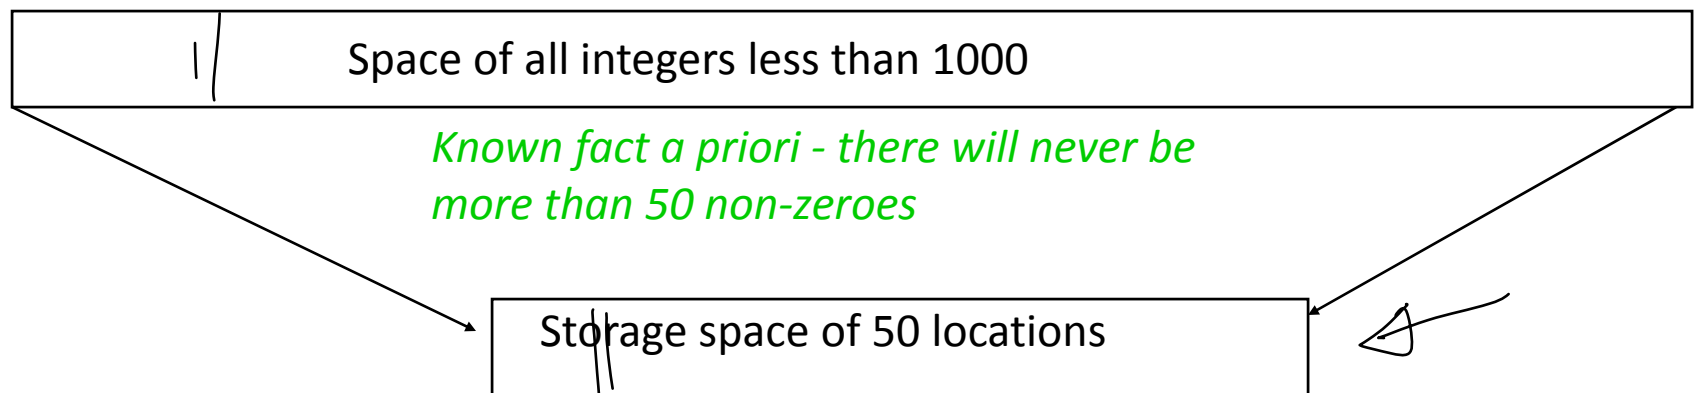 Space of all integers less than 1000
Known fact a priori - there will never be
more than 50 non-zeroes
Storage space of 50 locations